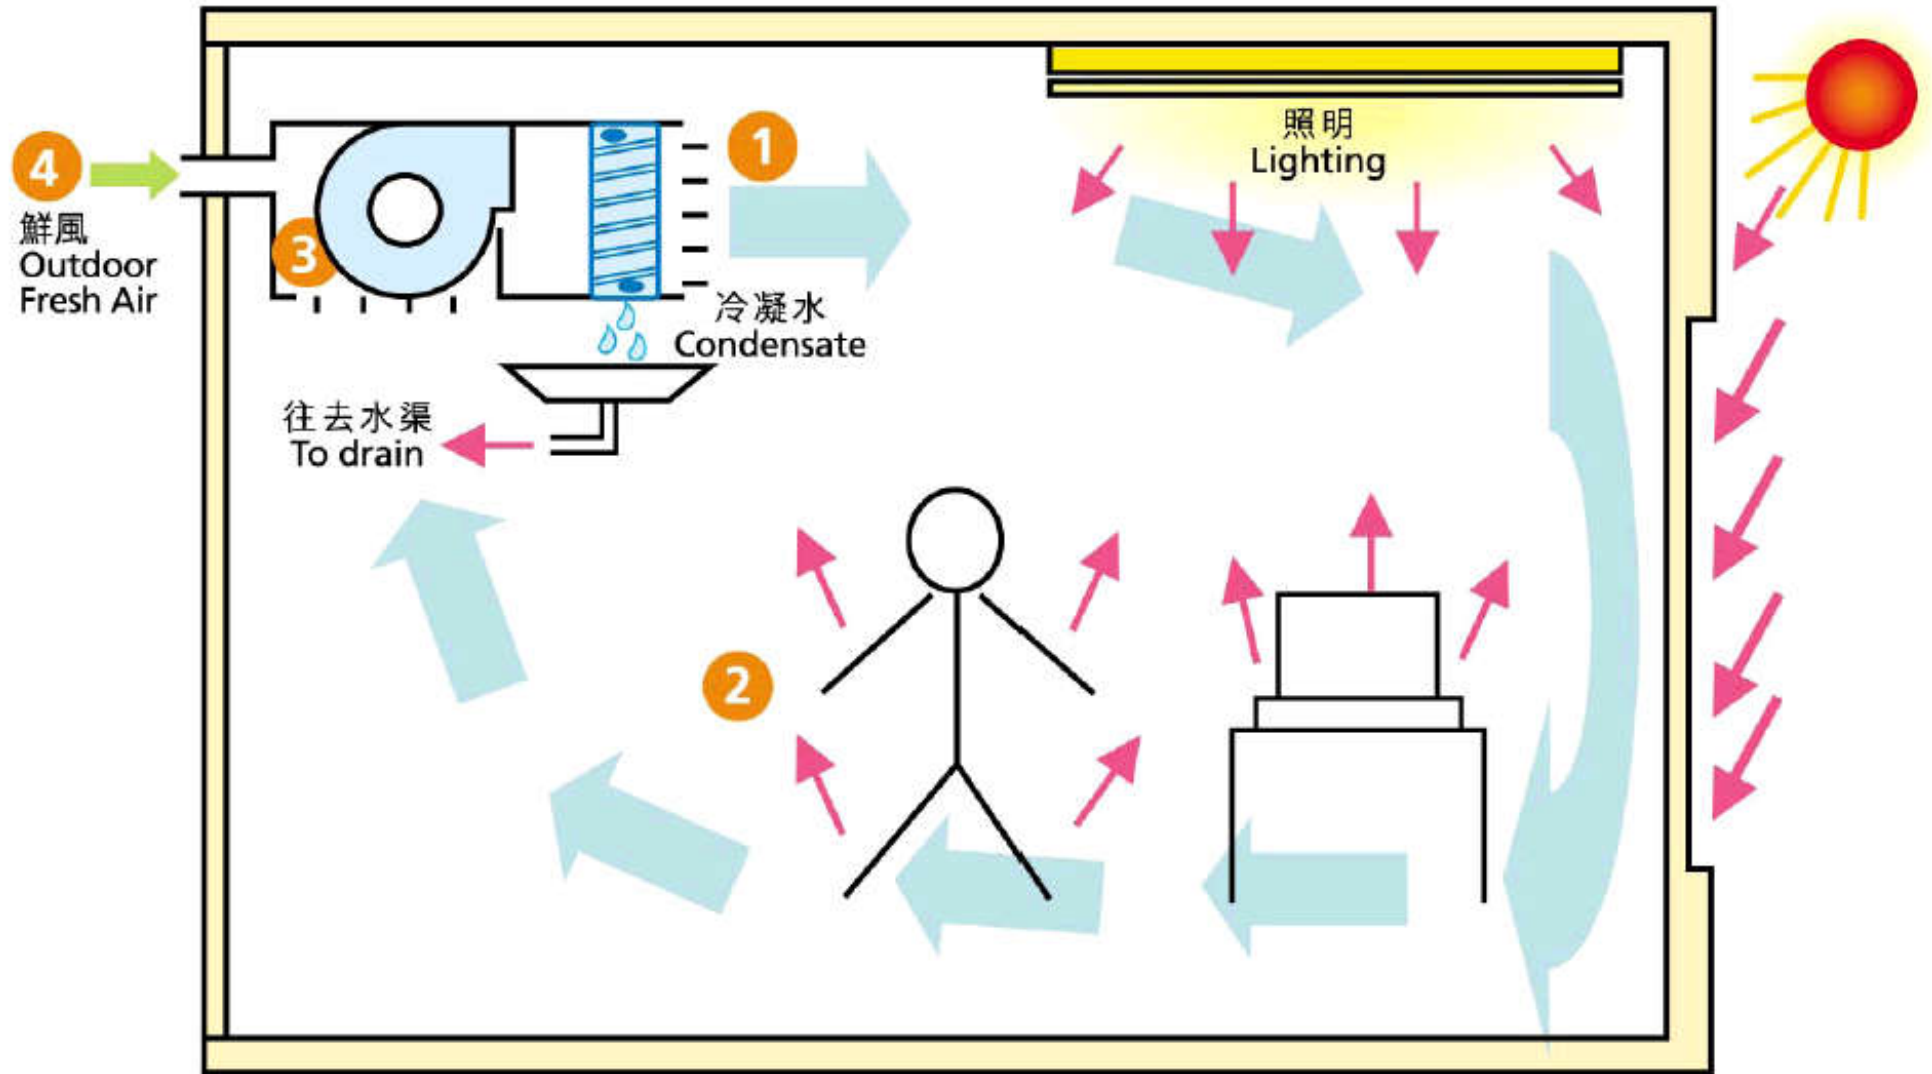 1
照明
Lighting
4
鮮風
Outdoor
Fresh Air
3
冷凝水
Condensate
往去水渠
To drain
2